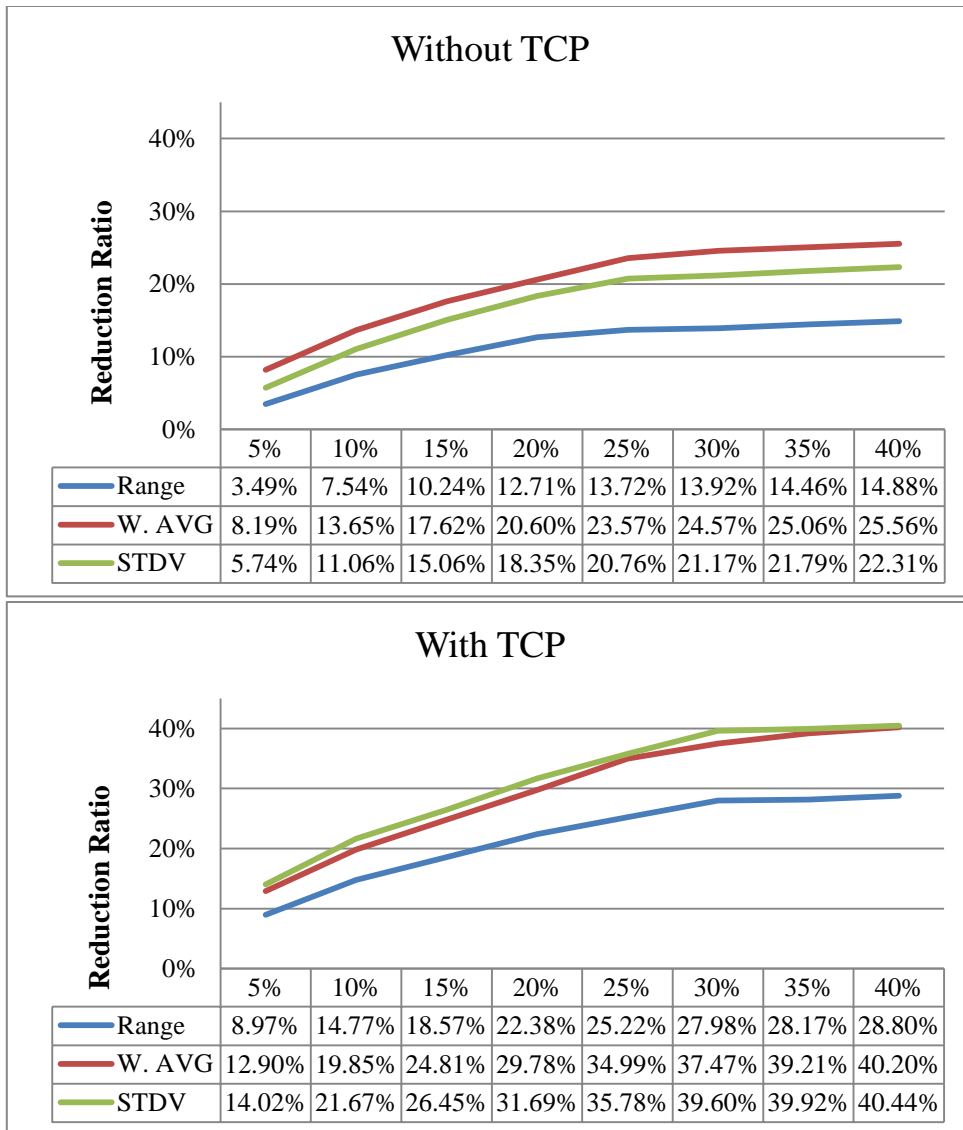 Without TCP
40%
30%
20%
10%
0%
Reduction Ratio
5% 10% 15% 20% 25% 30% 35% 40%
Range 3.49% 7.54% 10.24% 12.71% 13.72% 13.92% 14.46% 14.88%
W. AVG 8.19% 13.65% 17.62% 20.60% 23.57% 24.57% 25.06% 25.56%
STDV 5.74% 11.06% 15.06% 18.35% 20.76% 21.17% 21.79% 22.31%
With TCP
40%
30%
20%
10%
0%
Reduction Ratio
5% 10% 15% 20% 25% 30% 35% 40%
Range 8.97% 14.77% 18.57% 22.38% 25.22% 27.98% 28.17% 28.80%
W. AVG 12.90% 19.85% 24.81% 29.78% 34.99% 37.47% 39.21% 40.20%
STDV 14.02% 21.67% 26.45% 31.69% 35.78% 39.60% 39.92% 40.44%